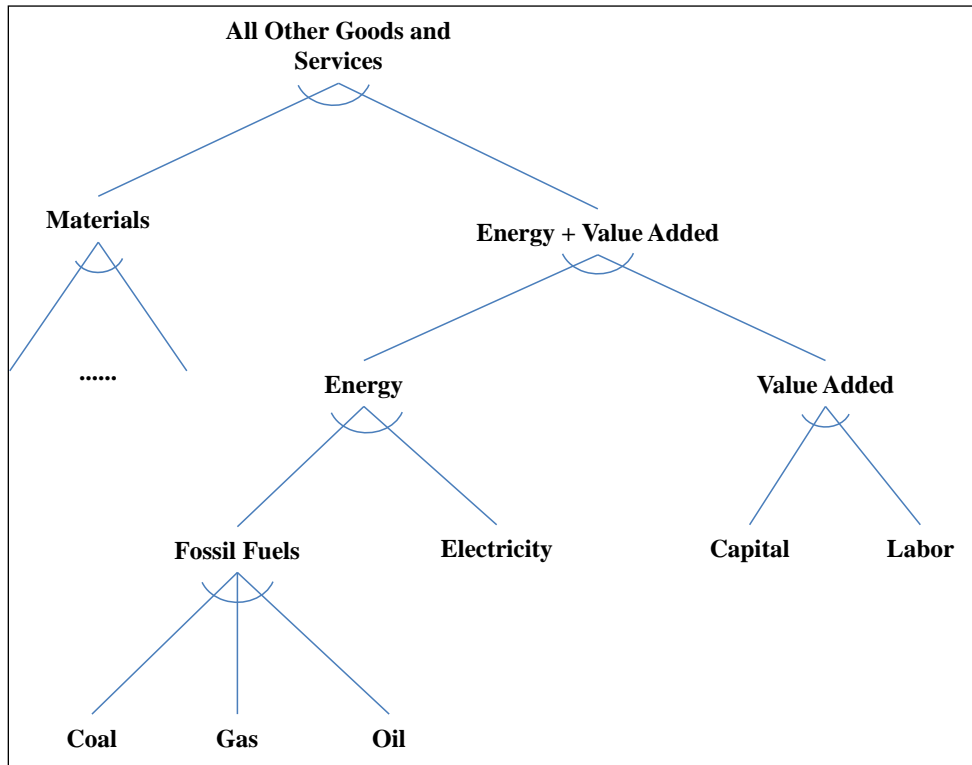 All Other Goods and
Services
Materials
Energy + Value Added
......
Energy
Value Added
Fossil Fuels
Electricity
Capital
Labor
Coal
Gas
Oil